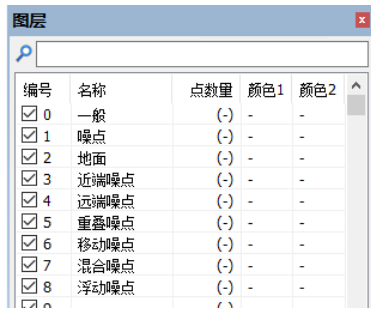 图层
编号 名称 点数量 颜色1 颜色2
0 一般 (-) - -
1 噪点 (-) - -
2 地面 (-) - -
3 近端噪点 (-) - -
4 远端噪点 (-) - -
5 重叠噪点 (-) - -
6 移动噪点 (-) - -
7 混合噪点 (-) - -
8 浮动噪点 (-) - -